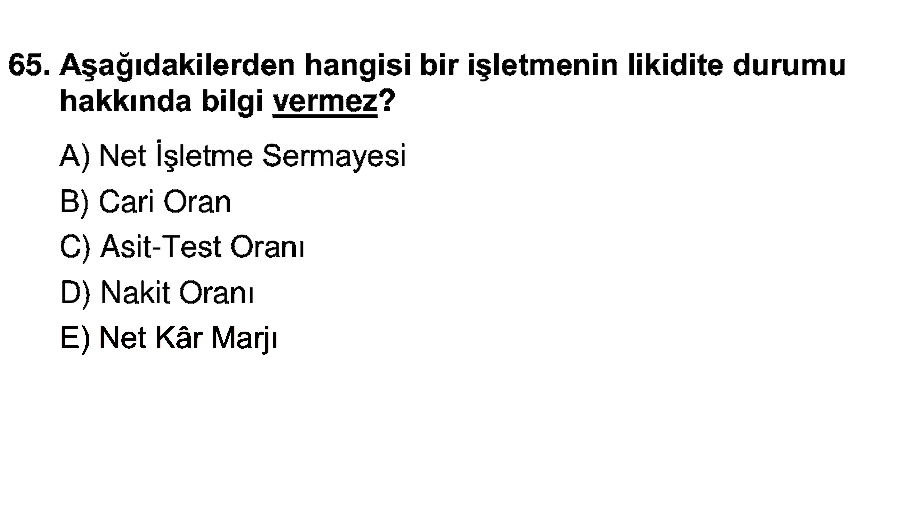 65. Aşağıdakilerden hangisi bir işletmenin likidite durumu
hakkında bilgi vermez?
A) Net İşletme Sermayesi
B) Cari Oran
C) Asit-Test Oranı
D) Nakit Oranı
E) Net Kâr Marjı